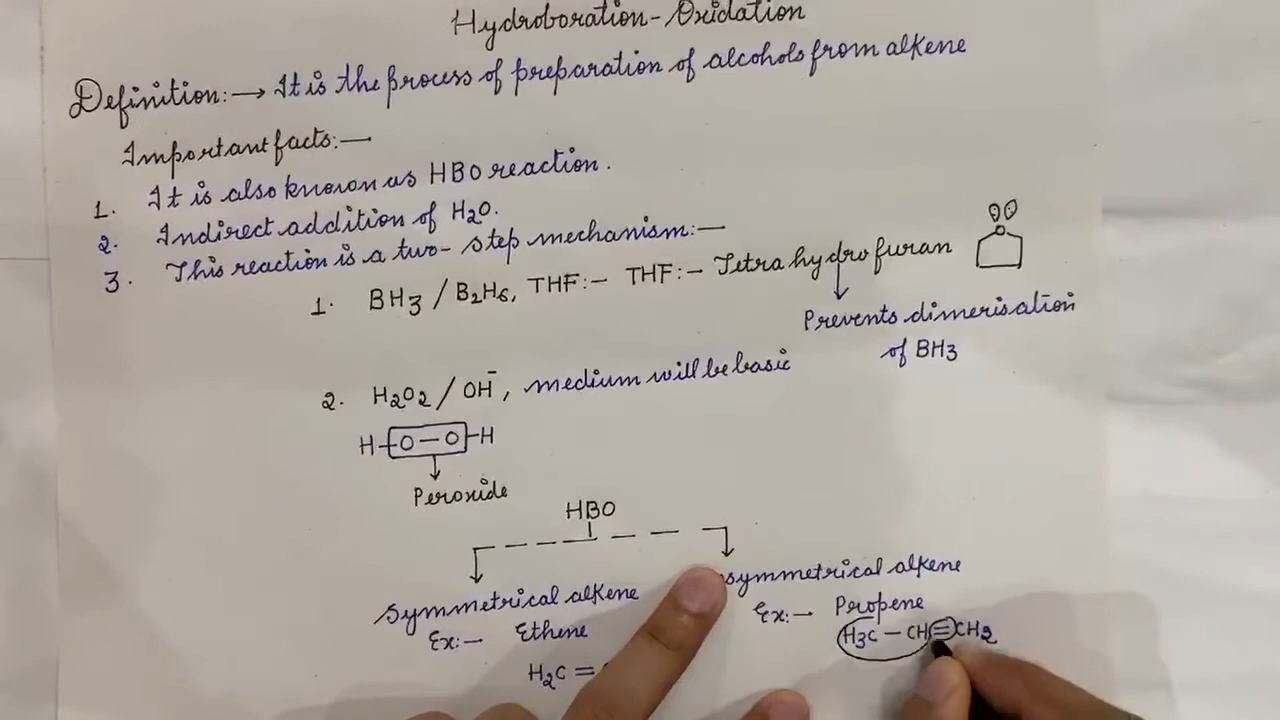 Hydroboration-Oxidation
Definition:→ It is the process of preparation of alcohols from alkene
Important facts:—
1. It is also known as HBO reaction.
2. Indirect addition of H2O.
3. This reaction is a two-step mechanism:—
1. BH3 / B2H6, THF:- THF:- Tetrahydrofuran
Prevents dimerisation
of BH3
2. H2O2 / OH⁻, medium will be basic
H-O-O-H
Peroxide
HBO
Symmetrical alkene
Ex:— Ethene
H2C =
symmetrical alkene
Ex:— Propene
H3C - CH=CH2